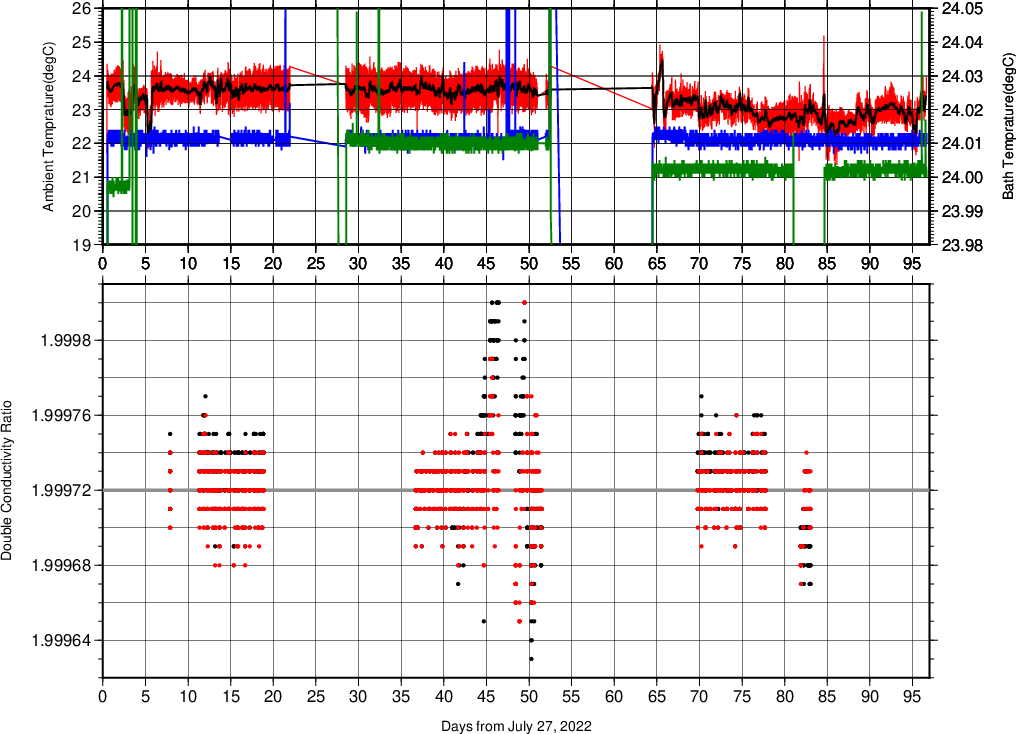 26 24.05
25 24.04
24 24.03
23 24.02
22 24.01
21 24.00
20 23.99
19 23.98
Ambient Temprature(degC)
Bath Temprature(degC)
0 5 10 15 20 25 30 35 40 45 50 55 60 65 70 75 80 85 90 95
1.9998
1.99976
1.99972
1.99968
1.99964
Double Conductivity Ratio
0 5 10 15 20 25 30 35 40 45 50 55 60 65 70 75 80 85 90 95
Days from July 27, 2022